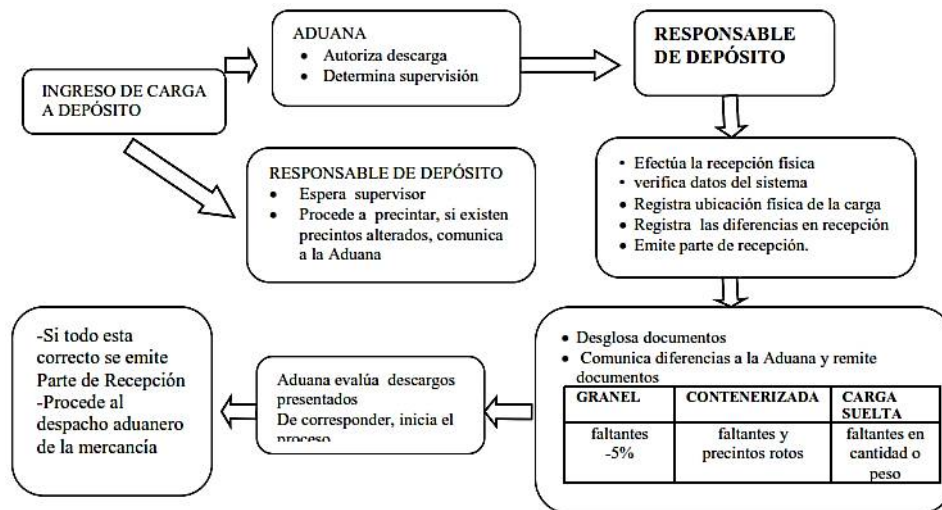 INGRESO DE CARGA
A DEPÓSITO
ADUANA
• Autoriza descarga
• Determina supervisión
RESPONSABLE
DE DEPÓSITO
RESPONSABLE DE DEPÓSITO
• Espera supervisor
• Procede a precintar, si existen
precintos alterados, comunica
a la Aduana
• Efectúa la recepción física
• verifica datos del sistema
• Registra ubicación física de la carga
• Registra las diferencias en recepción
• Emite parte de recepción.
• Desglosa documentos
• Comunica diferencias a la Aduana y remite
documentos
GRANEL CONTENERIZADA CARGA
SUELTA
faltantes faltantes y faltantes en
-5% precintos rotos cantidad o
peso
Aduana evalúa descargos
presentados
De corresponder, inicia el
proceso
-Si todo esta
correcto se emite
Parte de Recepción
-Procede al
despacho aduanero
de la mercancía